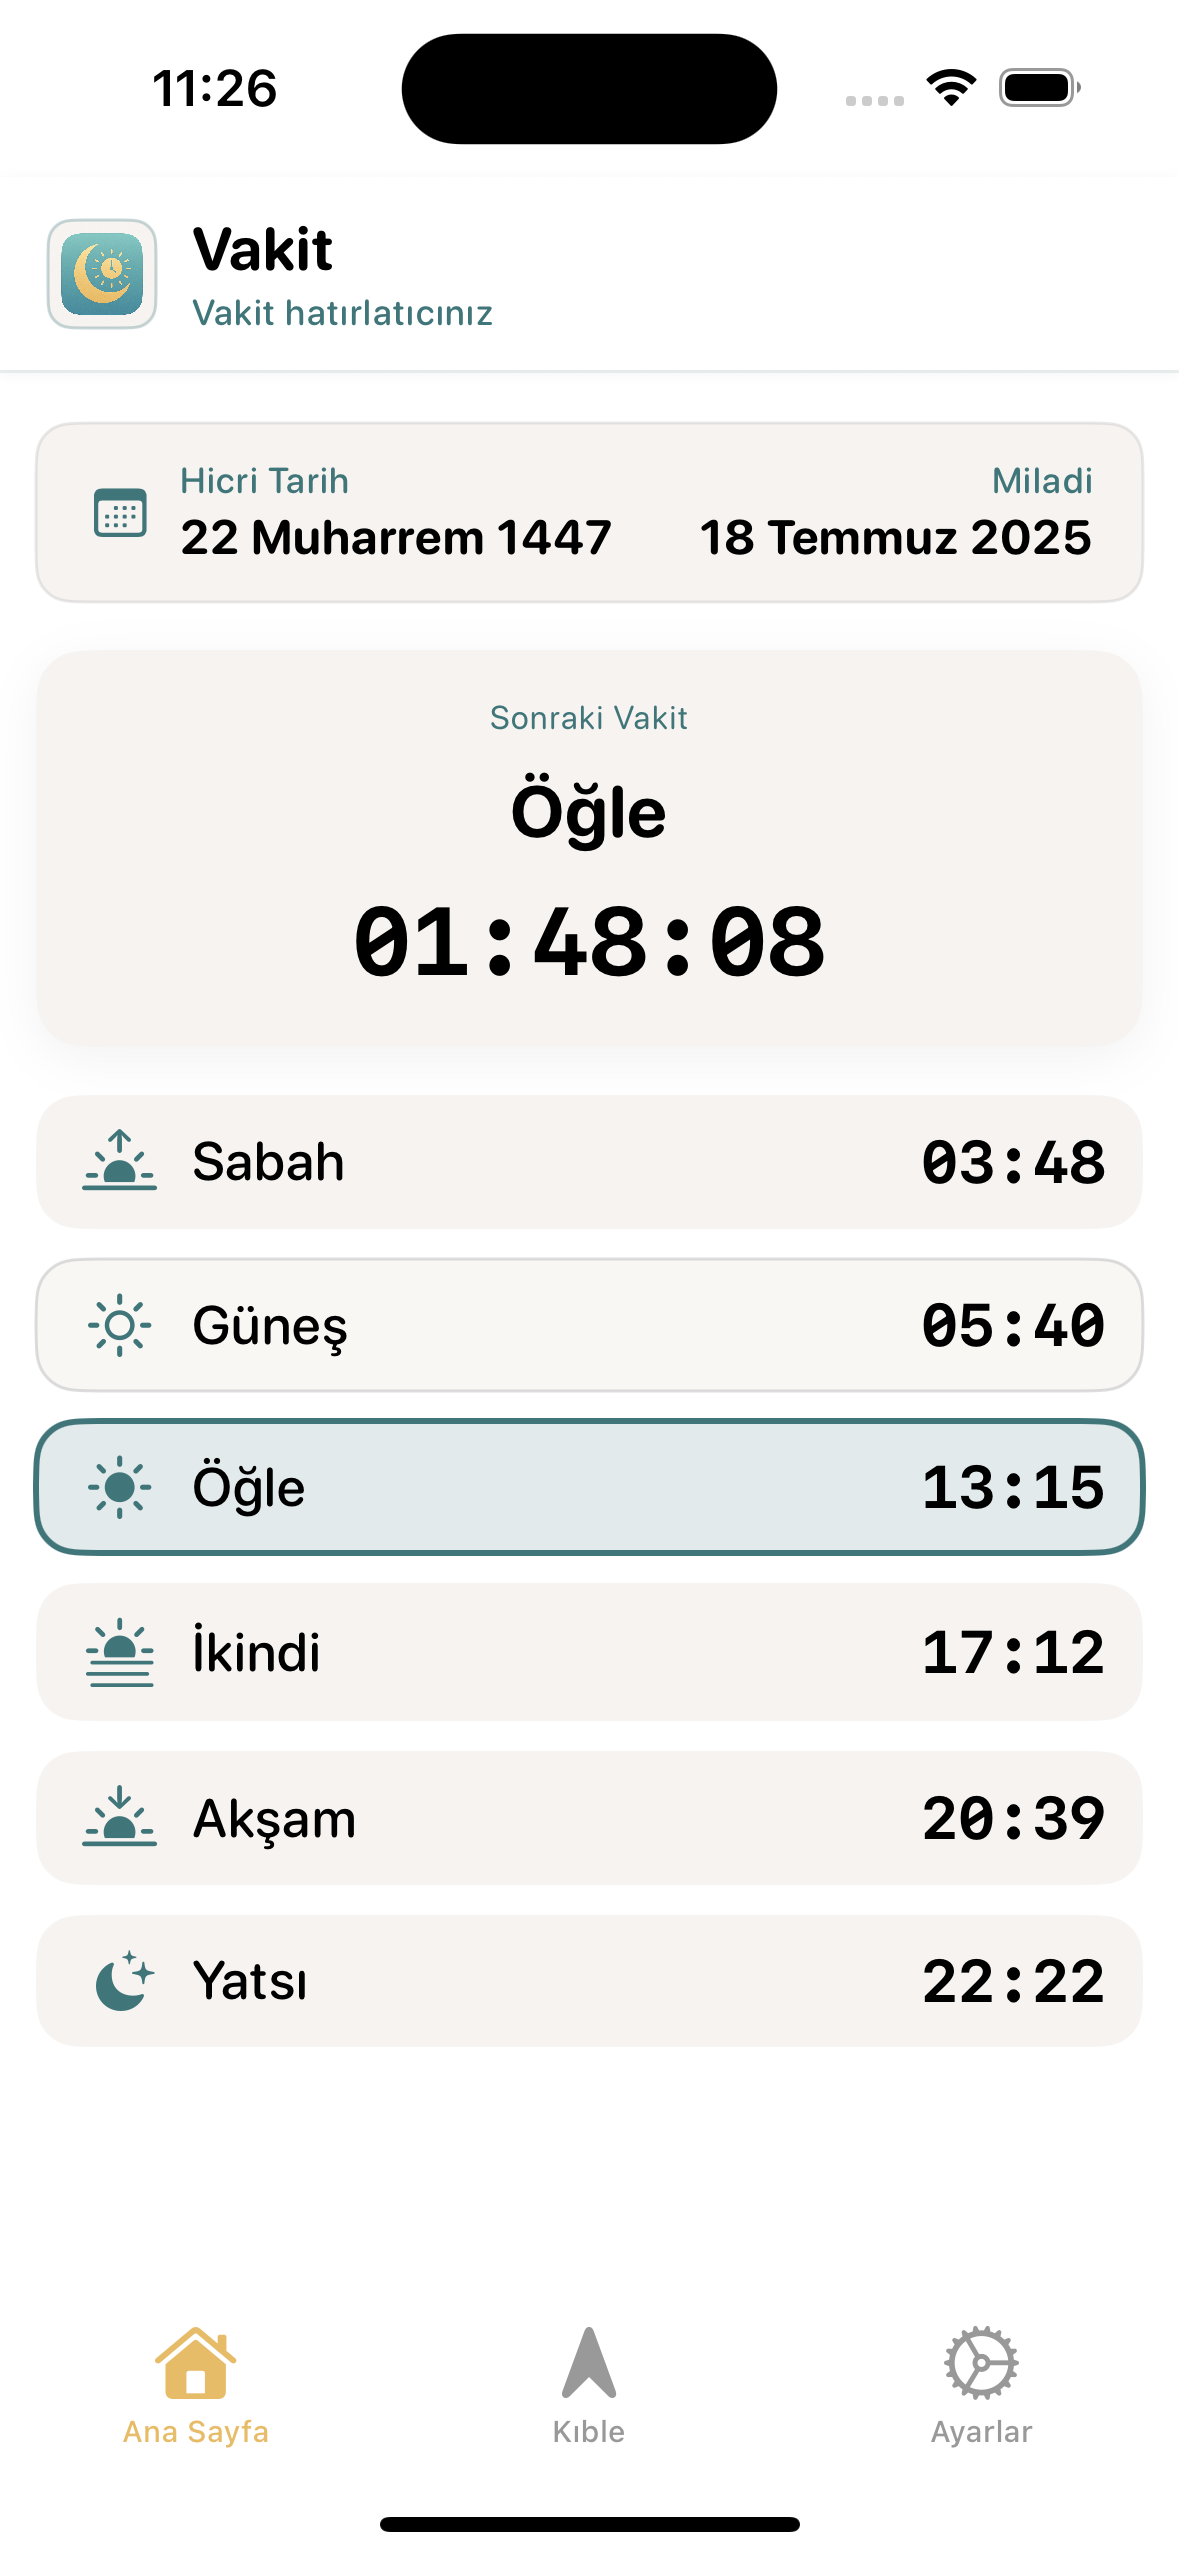 11:26
Vakit
Vakit hatırlatıcınız
Hicri Tarih
Miladi
22 Muharrem 1447
18 Temmuz 2025
Sonraki Vakit
Öğle
01:48:08
Sabah 03:48
Güneş 05:40
Öğle 13:15
İkindi 17:12
Akşam 20:39
Yatsı 22:22
Ana Sayfa
Kıble
Ayarlar